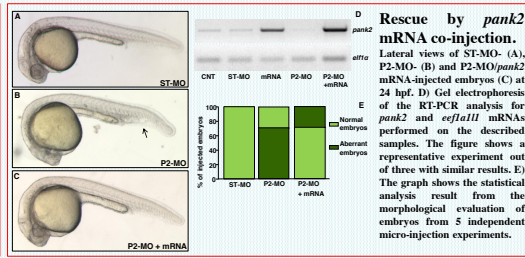 A
ST-MO
B
P2-MO
C
P2-MO + mRNA
D
pank2
elf1α
CNT ST-MO mRNA P2-MO P2-MO
+mRNA
E
% of injected embryos
100
80
60
40
20
0
ST-MO P2-MO P2-MO
+ mRNA
Normal
embryos
Aberrant
embryos
Rescue by pank2
mRNA co-injection.
Lateral views of ST-MO- (A),
P2-MO- (B) and P2-MO/pank2
mRNA-injected embryos (C) at
24 hpf. D) Gel electrophoresis
of the RT-PCR analysis for
pank2 and eef1a1l1 mRNAs
performed on the described
samples. The figure shows a
representative experiment out
of three with similar results. E)
The graph shows the statistical
analysis result from the
morphological evaluation of
embryos from 5 independent
micro-injection experiments.